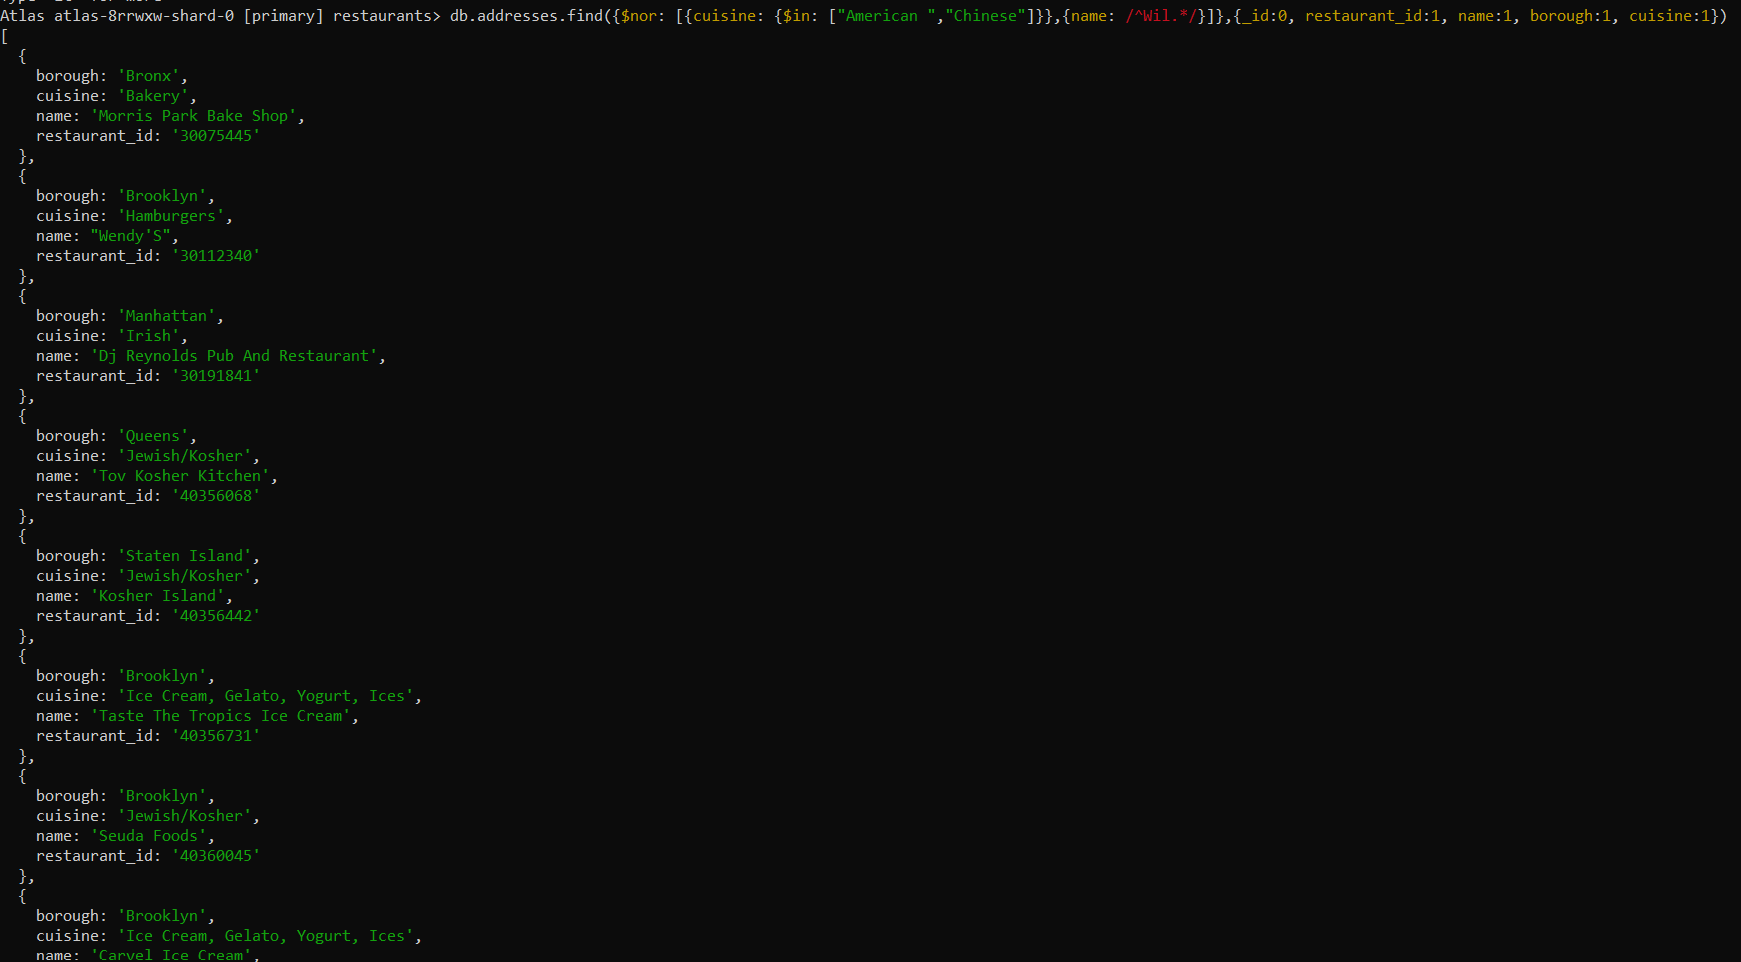 Atlas atlas-8rrwxw-shard-0 [primary] restaurants> db.addresses.find({$nor: [{cuisine: {$in: ["American ","Chinese"]}},{name: /^Wil.*/}]},{_id:0, restaurant_id:1, name:1, borough:1, cuisine:1})
[
  {
    borough: 'Bronx',
    cuisine: 'Bakery',
    name: 'Morris Park Bake Shop',
    restaurant_id: '30075445'
  },
  {
    borough: 'Brooklyn',
    cuisine: 'Hamburgers',
    name: "Wendy'S",
    restaurant_id: '30112340'
  },
  {
    borough: 'Manhattan',
    cuisine: 'Irish',
    name: 'Dj Reynolds Pub And Restaurant',
    restaurant_id: '30191841'
  },
  {
    borough: 'Queens',
    cuisine: 'Jewish/Kosher',
    name: 'Tov Kosher Kitchen',
    restaurant_id: '40356068'
  },
  {
    borough: 'Staten Island',
    cuisine: 'Jewish/Kosher',
    name: 'Kosher Island',
    restaurant_id: '40356442'
  },
  {
    borough: 'Brooklyn',
    cuisine: 'Ice Cream, Gelato, Yogurt, Ices',
    name: 'Taste The Tropics Ice Cream',
    restaurant_id: '40356731'
  },
  {
    borough: 'Brooklyn',
    cuisine: 'Jewish/Kosher',
    name: 'Seuda Foods',
    restaurant_id: '40360045'
  },
  {
    borough: 'Brooklyn',
    cuisine: 'Ice Cream, Gelato, Yogurt, Ices',
    name: 'Carvel Ice Cream',